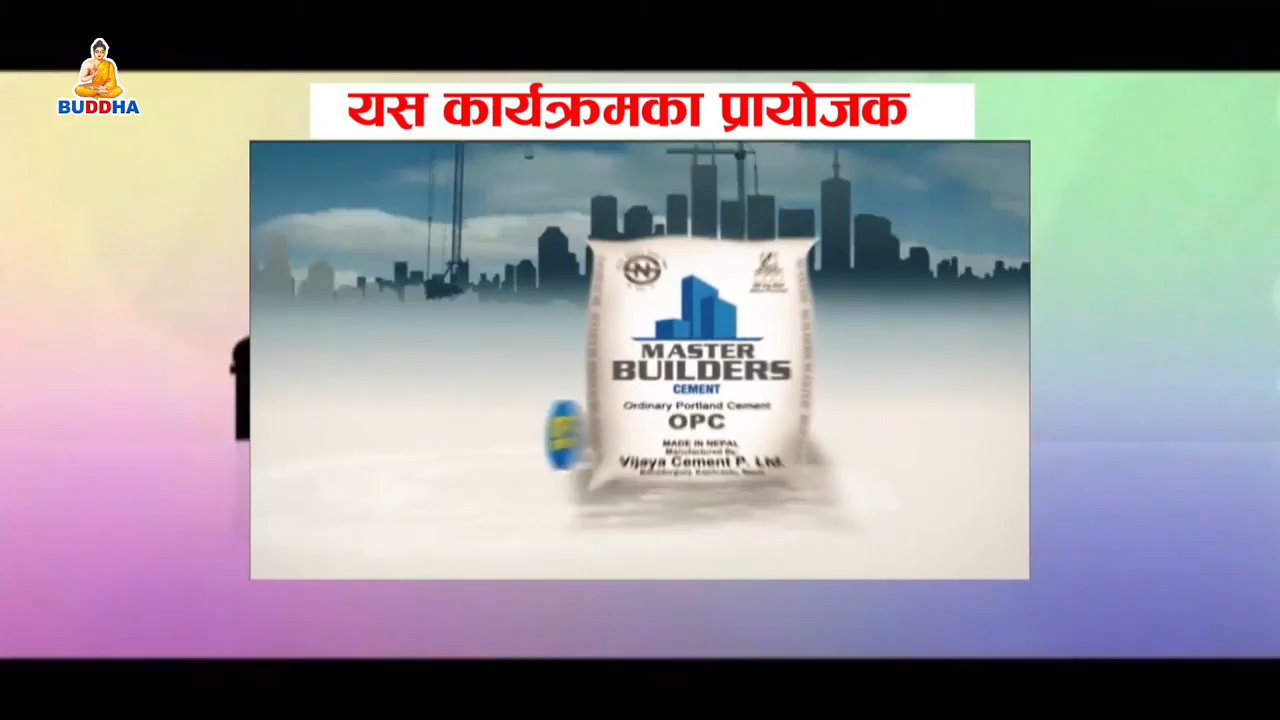 BUDDHA
यस कार्यक्रमका प्रायोजक
N
MASTER
BUILDERS
CEMENT
Ordinary Portland Cement
OPC
MADE IN NEPAL
Manufactured By:
Vijaya Cement P. Ltd.